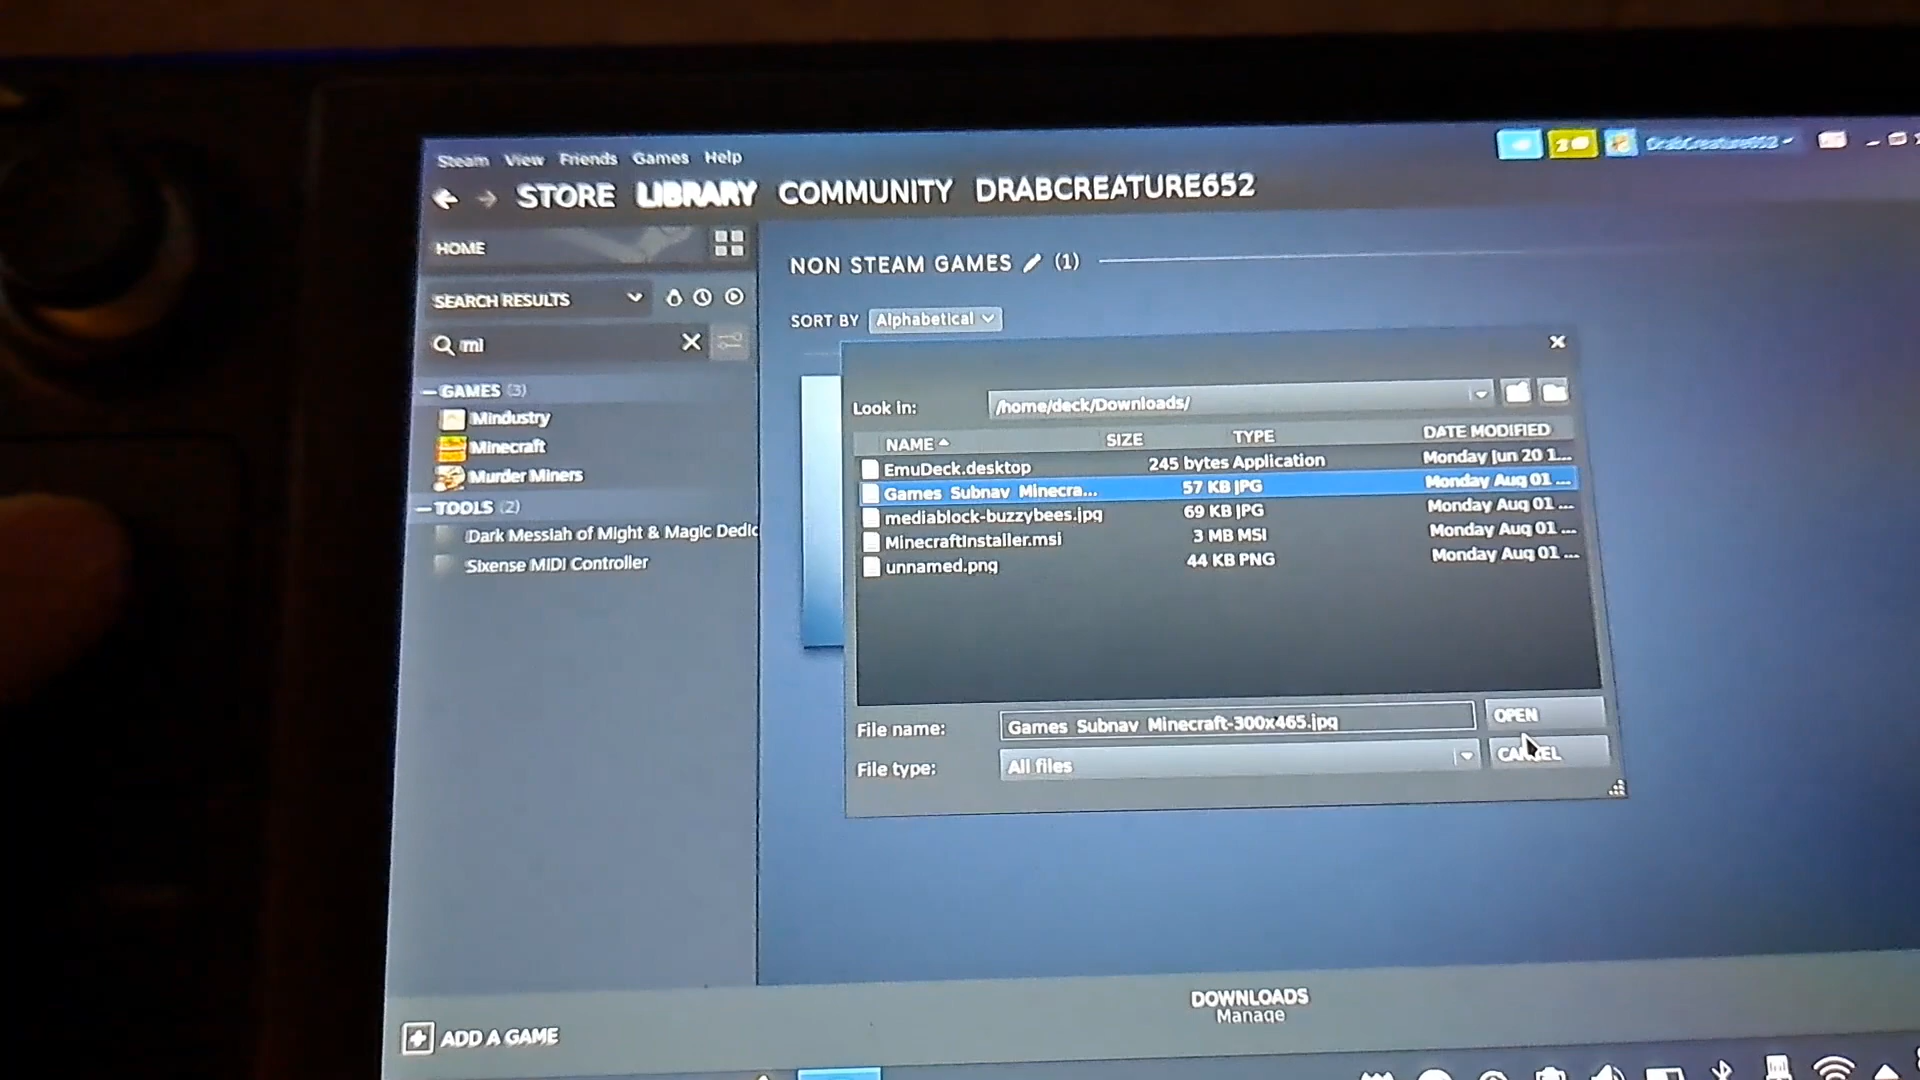 Steam View Friends Games Help
DrabCreature652
STORE LIBRARY COMMUNITY DRABCREATURE652
HOME
NON STEAM GAMES (1)
SEARCH RESULTS
SORT BY Alphabetical
mi
GAMES (3)
Mindustry
Minecraft
Murder Miners
TOOLS (2)
Dark Messiah of Might & Magic Dedic
Sixense MIDI Controller
Look in: /home/deck/Downloads/
NAME SIZE TYPE DATE MODIFIED
EmuDeck.desktop 245 bytes Application Monday Jun 20 1...
Games Subnav Minecra... 57 KB JPG Monday Aug 01 ...
mediablock-buzzybees.jpg 69 KB JPG Monday Aug 01 ...
MinecraftInstaller.msi 3 MB MSI Monday Aug 01 ...
unnamed.png 44 KB PNG Monday Aug 01 ...
File name: Games Subnav Minecraft-300x465.jpg OPEN
File type: All files CANCEL
DOWNLOADS
Manage
ADD A GAME